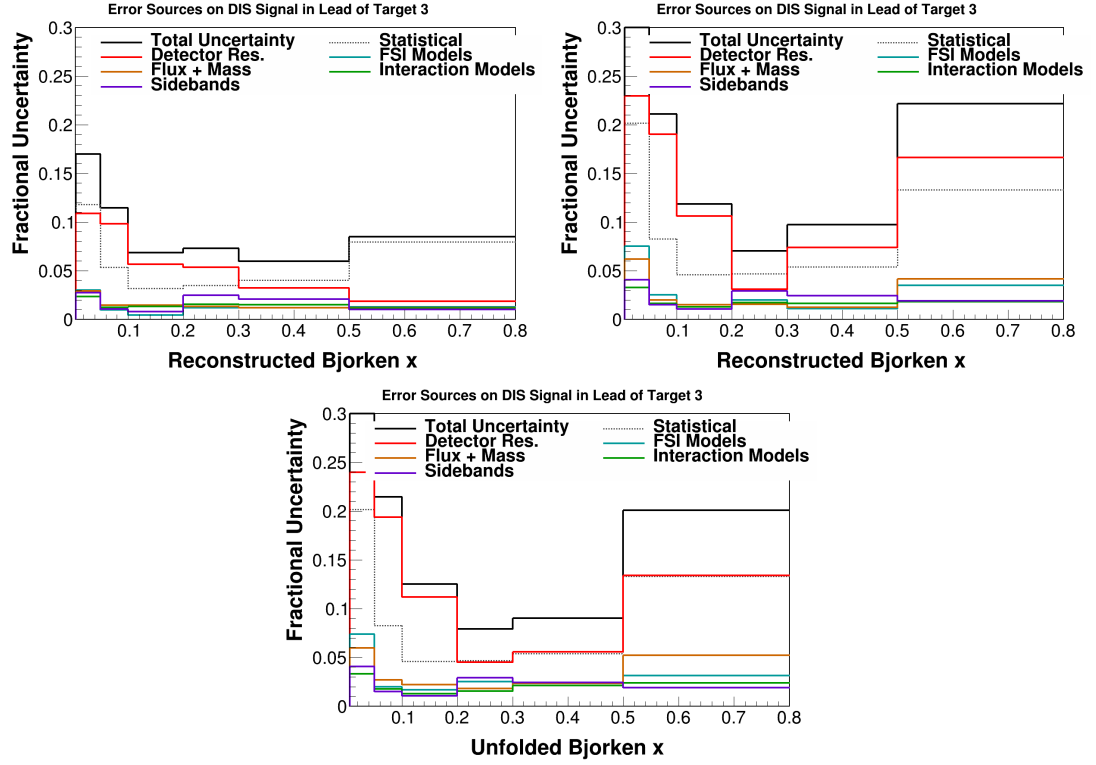 Error Sources on DIS Signal in Lead of Target 3
Fractional Uncertainty
0.3
0.25
0.2
0.15
0.1
0.05
0
Total Uncertainty
Detector Res.
Flux + Mass
Sidebands
Statistical
FSI Models
Interaction Models
0.1 0.2 0.3 0.4 0.5 0.6 0.7 0.8
Reconstructed Bjorken x
Error Sources on DIS Signal in Lead of Target 3
Fractional Uncertainty
0.3
0.25
0.2
0.15
0.1
0.05
0
Total Uncertainty
Detector Res.
Flux + Mass
Sidebands
Statistical
FSI Models
Interaction Models
0.1 0.2 0.3 0.4 0.5 0.6 0.7 0.8
Reconstructed Bjorken x
Error Sources on DIS Signal in Lead of Target 3
Fractional Uncertainty
0.3
0.25
0.2
0.15
0.1
0.05
0
Total Uncertainty
Detector Res.
Flux + Mass
Sidebands
Statistical
FSI Models
Interaction Models
0.1 0.2 0.3 0.4 0.5 0.6 0.7 0.8
Unfolded Bjorken x